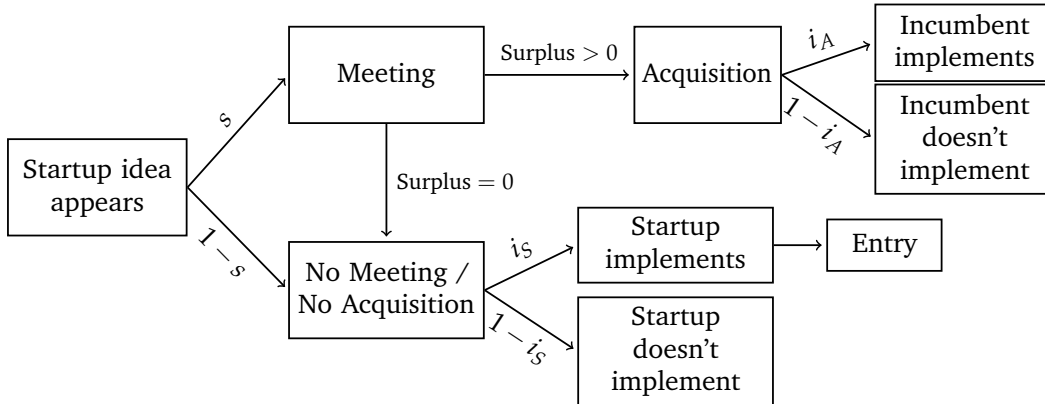 Startup idea
appears
s
1 − s
Meeting
Surplus > 0
Surplus = 0
Acquisition
i_A
1 − i_A
Incumbent
implements
Incumbent
doesn't
implement
No Meeting /
No Acquisition
i_S
1 − i_S
Startup
implements
Entry
Startup
doesn't
implement